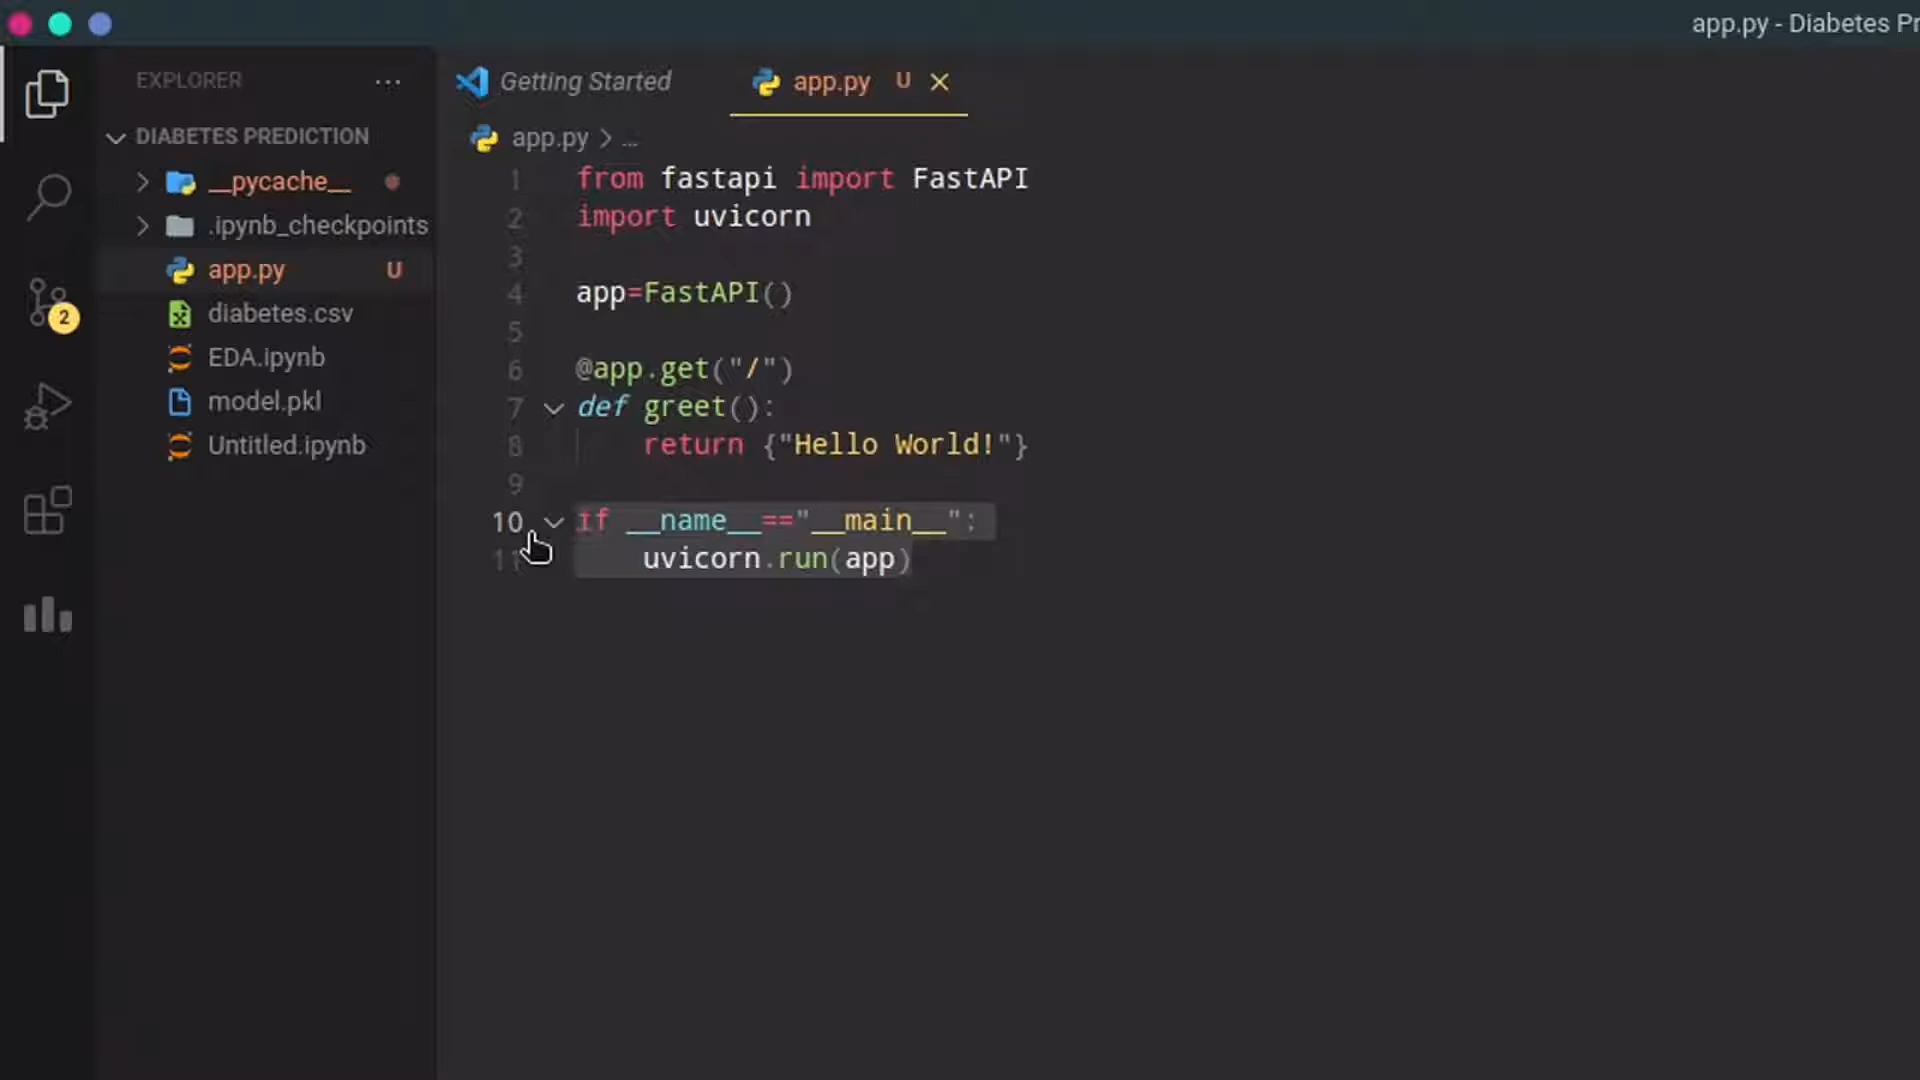 app.py - Diabetes Pr
EXPLORER ...
Getting Started
app.py U
DIABETES PREDICTION
app.py > ...
__pycache__
.ipynb_checkpoints
app.py U
diabetes.csv
EDA.ipynb
model.pkl
Untitled.ipynb
2
1 from fastapi import FastAPI
2 import uvicorn
3
4 app=FastAPI()
5
6 @app.get("/")
7 def greet():
8     return {"Hello World!"}
9
10 if __name__=="__main__":
11     uvicorn.run(app)